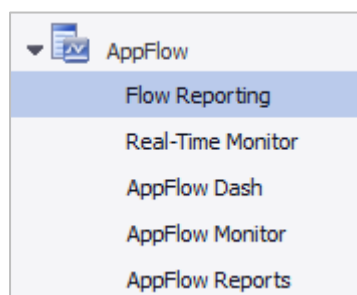 AppFlow
Flow Reporting
Real-Time Monitor
AppFlow Dash
AppFlow Monitor
AppFlow Reports